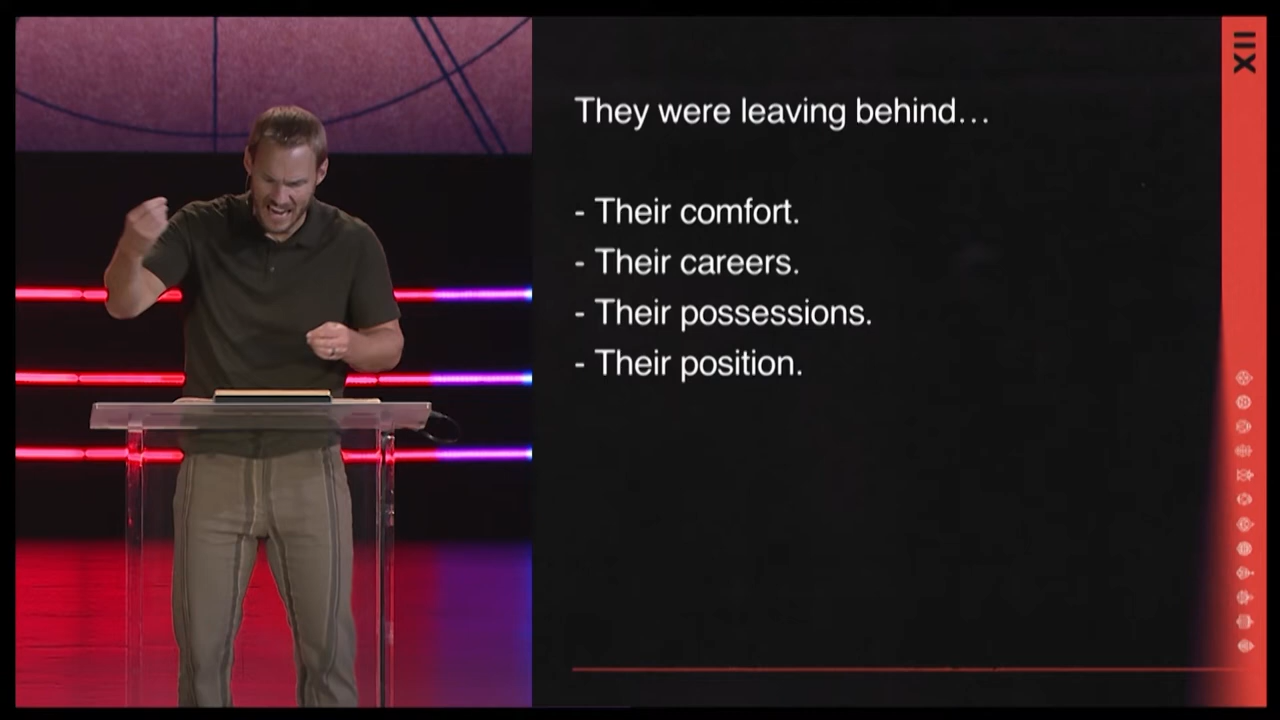 They were leaving behind...
- Their comfort.
- Their careers.
- Their possessions.
- Their position.
XII